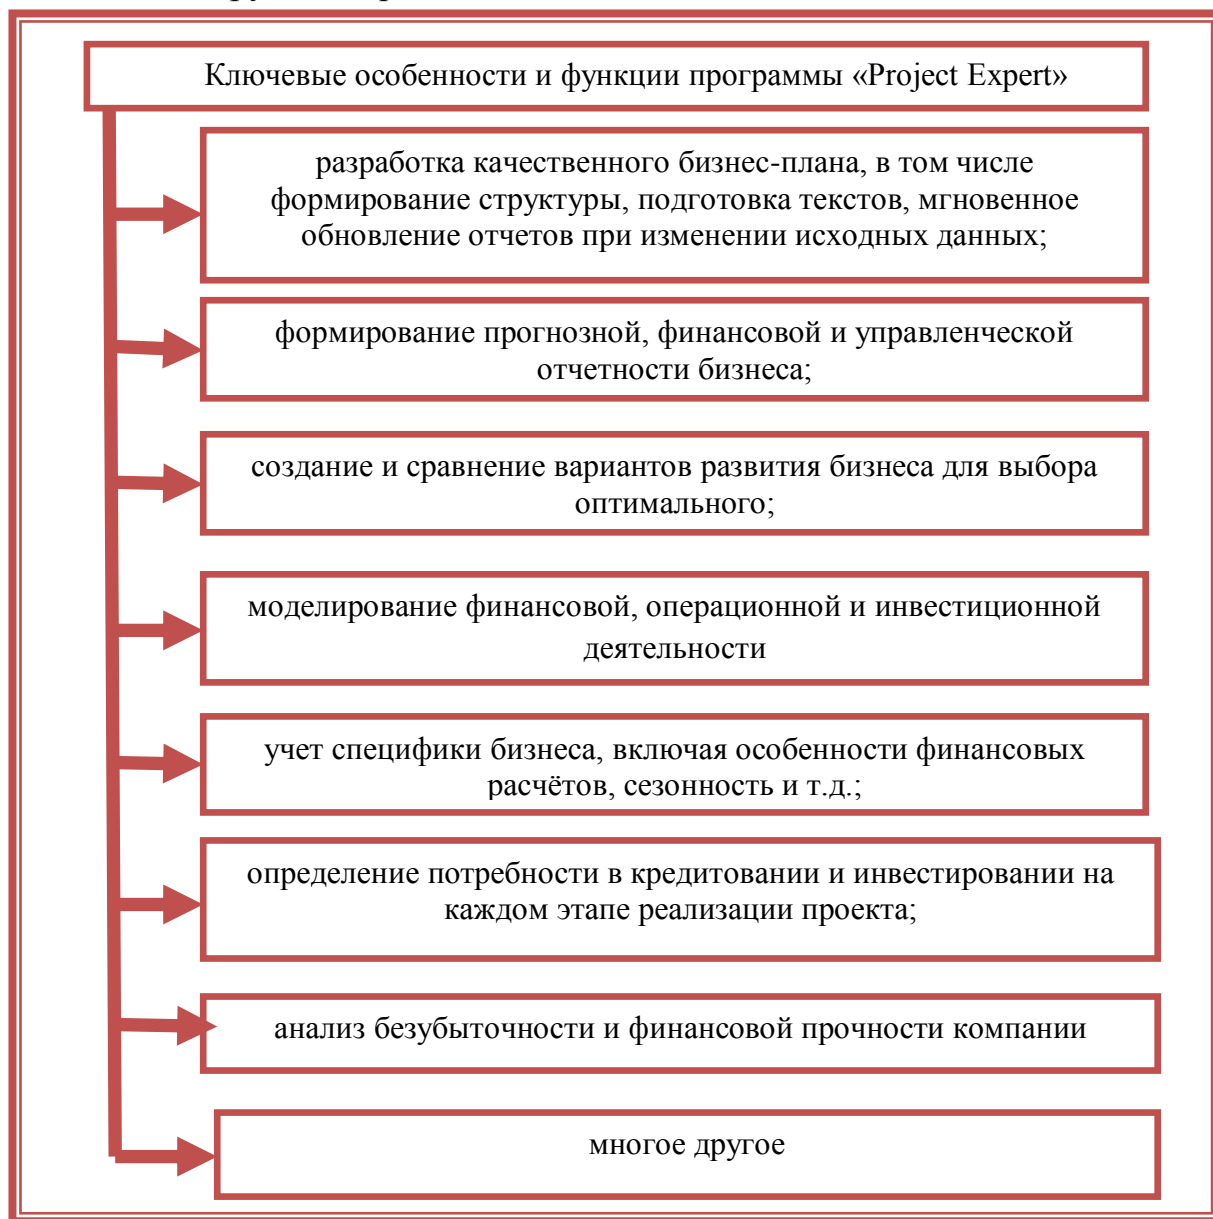 Ключевые особенности и функции программы «Project Expert»
разработка качественного бизнес-плана, в том числе
формирование структуры, подготовка текстов, мгновенное
обновление отчетов при изменении исходных данных;
формирование прогнозной, финансовой и управленческой
отчетности бизнеса;
создание и сравнение вариантов развития бизнеса для выбора
оптимального;
моделирование финансовой, операционной и инвестиционной
деятельности
учет специфики бизнеса, включая особенности финансовых
расчётов, сезонность и т.д.;
определение потребности в кредитовании и инвестировании на
каждом этапе реализации проекта;
анализ безубыточности и финансовой прочности компании
многое другое